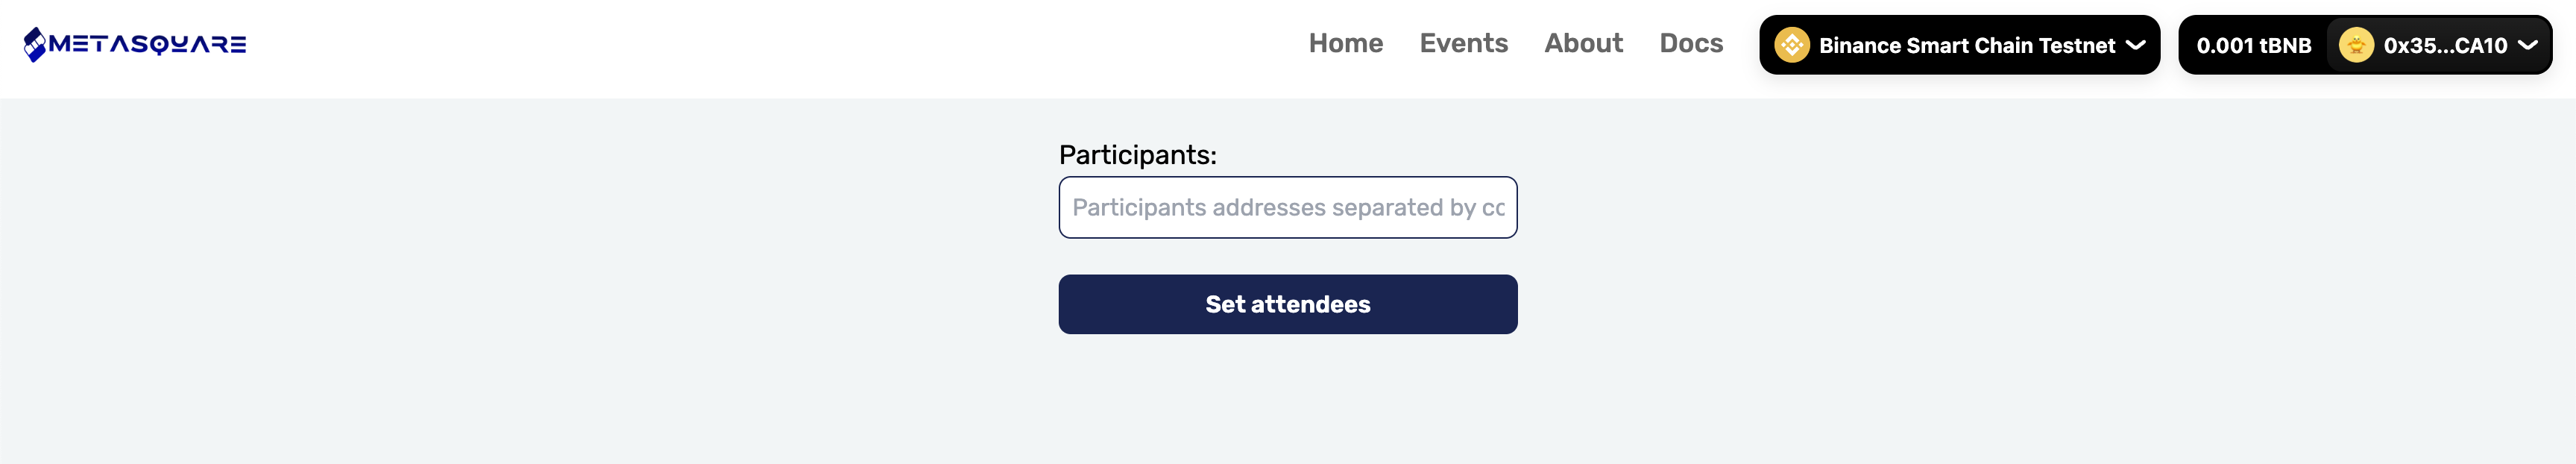 METASQUARE
Home Events About Docs Binance Smart Chain Testnet 0.001 tBNB 0x35...CA10
Participants:
Participants addresses separated by cc
Set attendees